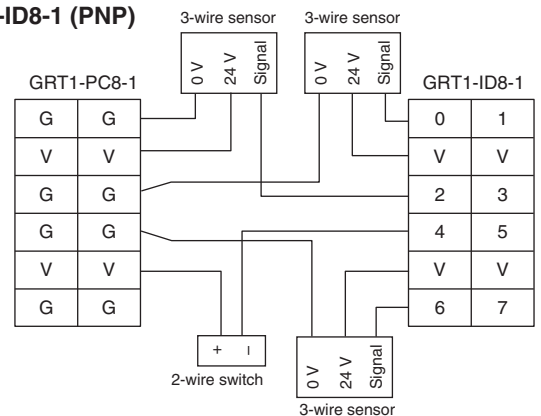 -ID8-1 (PNP)
3-wire sensor 3-wire sensor
0 V 24 V Signal 0 V 24 V Signal
GRT1-PC8-1 GRT1-ID8-1
G G 0 1
V V V V
G G 2 3
G G 4 5
V V V V
G G 6 7
+ –
2-wire switch
0 V 24 V Signal
3-wire sensor